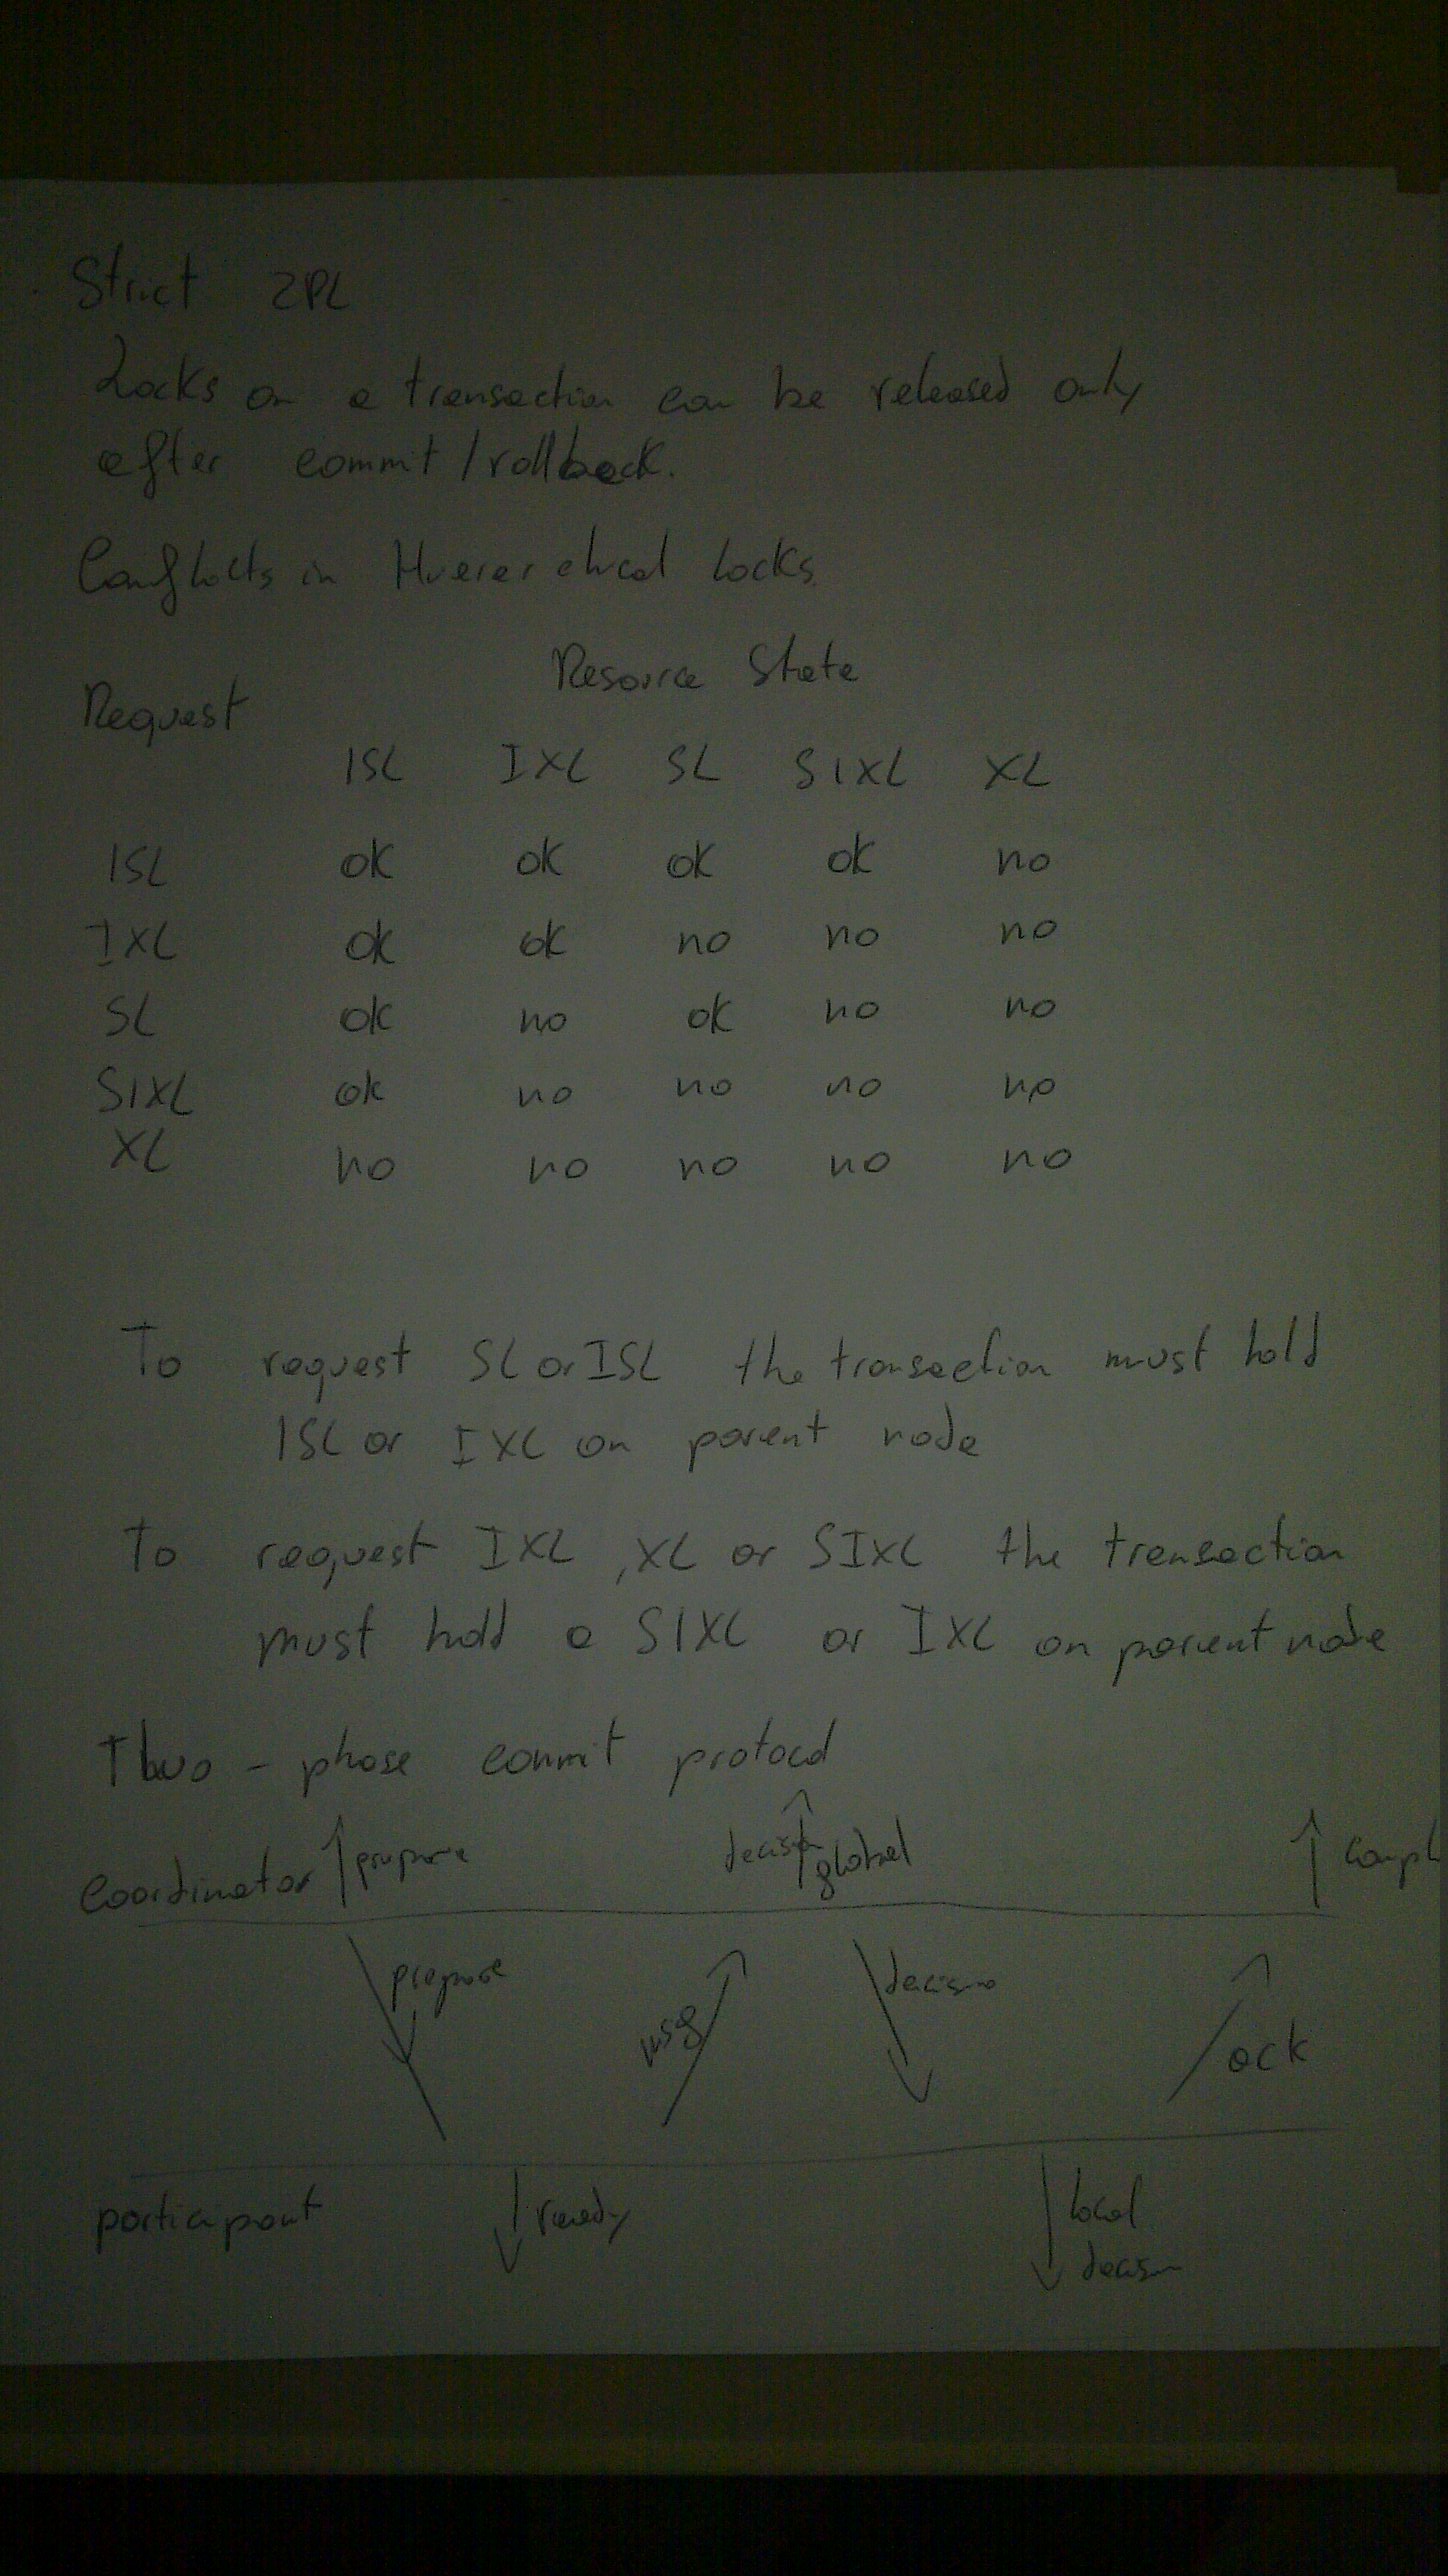 Strict 2PL
Locks on a transaction can be released only
after commit / rollback.
Conflicts in Hierarchical locks.
Resource State
Request
ISL IXL SL SIXL XL
ISL ok ok ok ok no
IXL ok ok no no no
SL ok no ok no no
SIXL ok no no no no
XL no no no no no
To request SL or ISL the transaction must hold
ISL or IXL on parent node
To request IXL, XL or SIXL the transaction
must hold a SIXL or IXL on parent node
Two - phase commit protocol
Coordinator prepare decision global compl
prepare msg decision ack
participant ready local
decision